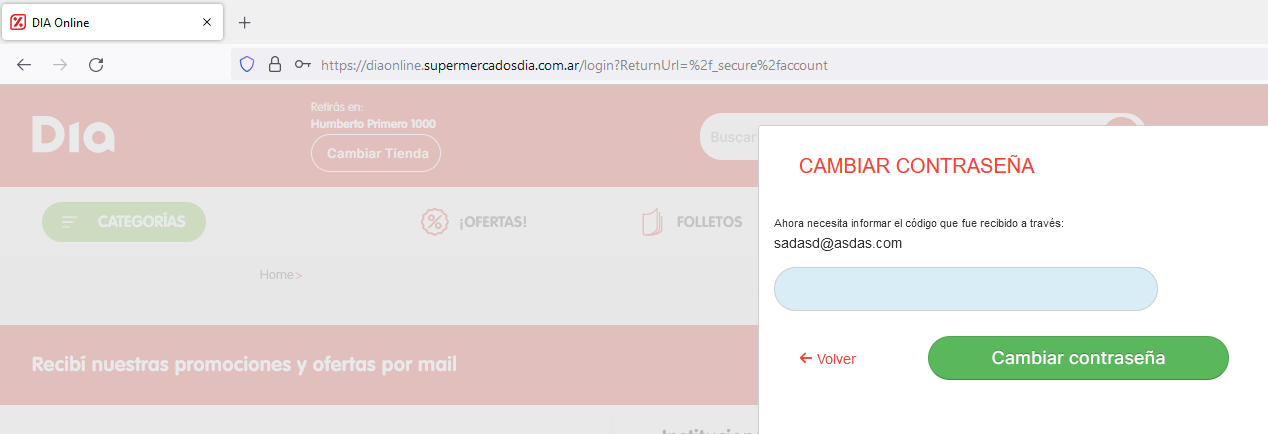 DIA Online
https://diaonline.supermercadosdia.com.ar/login?ReturnUrl=%2f_secure%2faccount
Dia
Retirás en:
Humberto Primero 1000
Cambiar Tienda
Buscar
CATEGORÍAS
¡OFERTAS!
FOLLETOS
Home>
Recibí nuestras promociones y ofertas por mail
CAMBIAR CONTRASEÑA
Ahora necesita informar el código que fue recibido a través:
sadasd@asdas.com
Volver
Cambiar contraseña